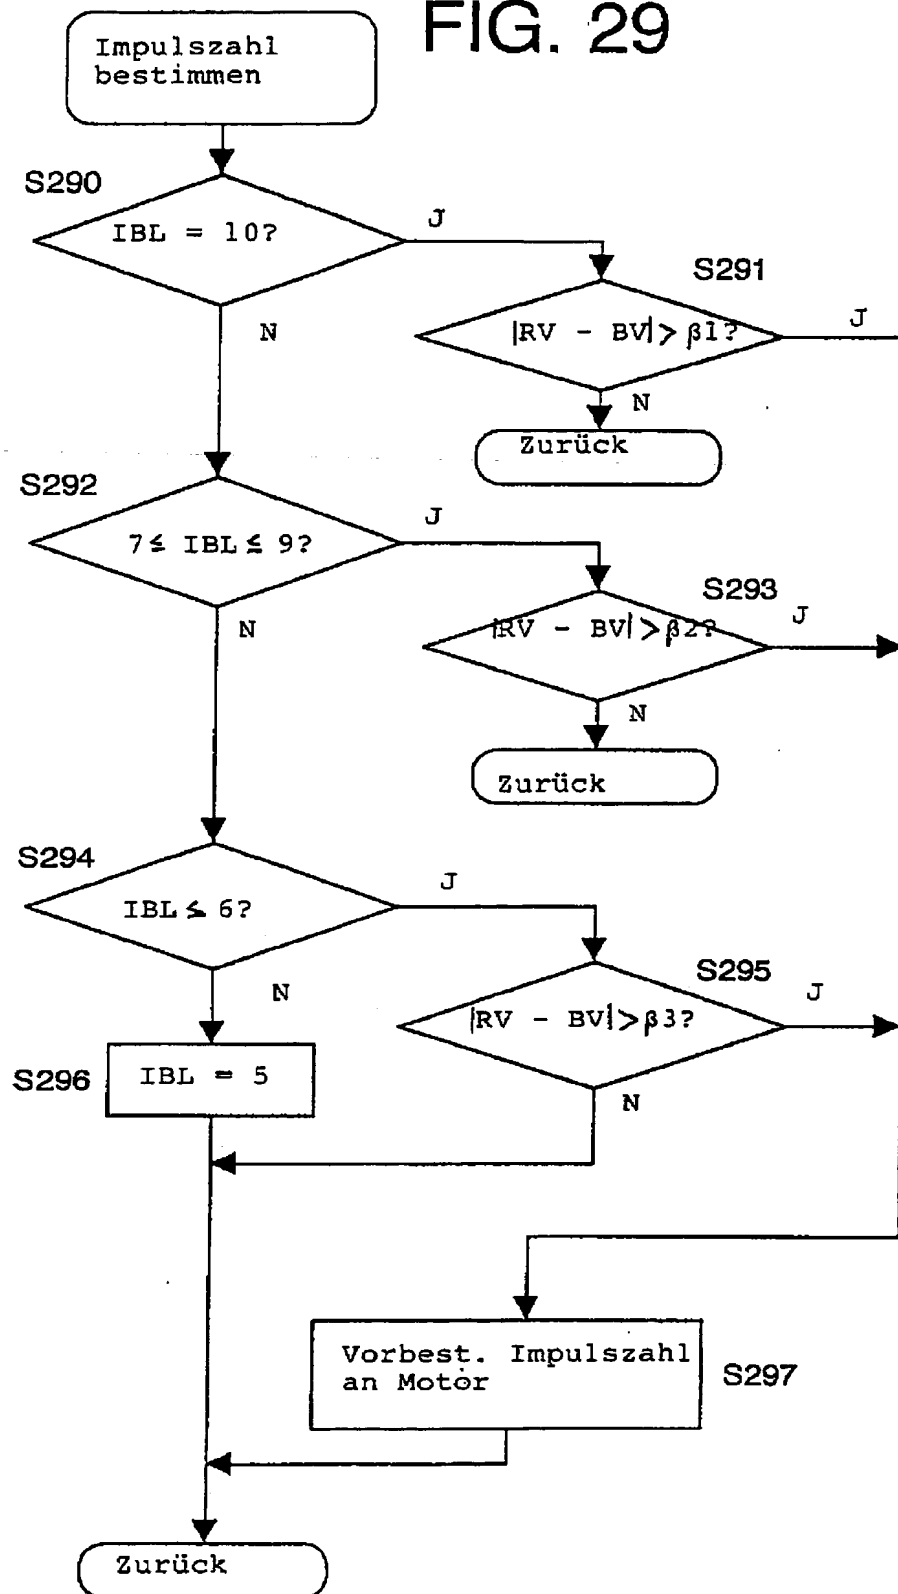 FIG. 29
Impulszahl
bestimmen
S290
IBL = 10?
J
N
S291
|RV - BV| > β1?
J
N
Zurück
S292
7 ≤ IBL ≤ 9?
J
N
S293
|RV - BV| > β2?
J
N
Zurück
S294
IBL ≤ 6?
J
N
S295
|RV - BV| > β3?
J
N
S296
IBL = 5
Vorbest. Impulszahl
an Motor
S297
Zurück